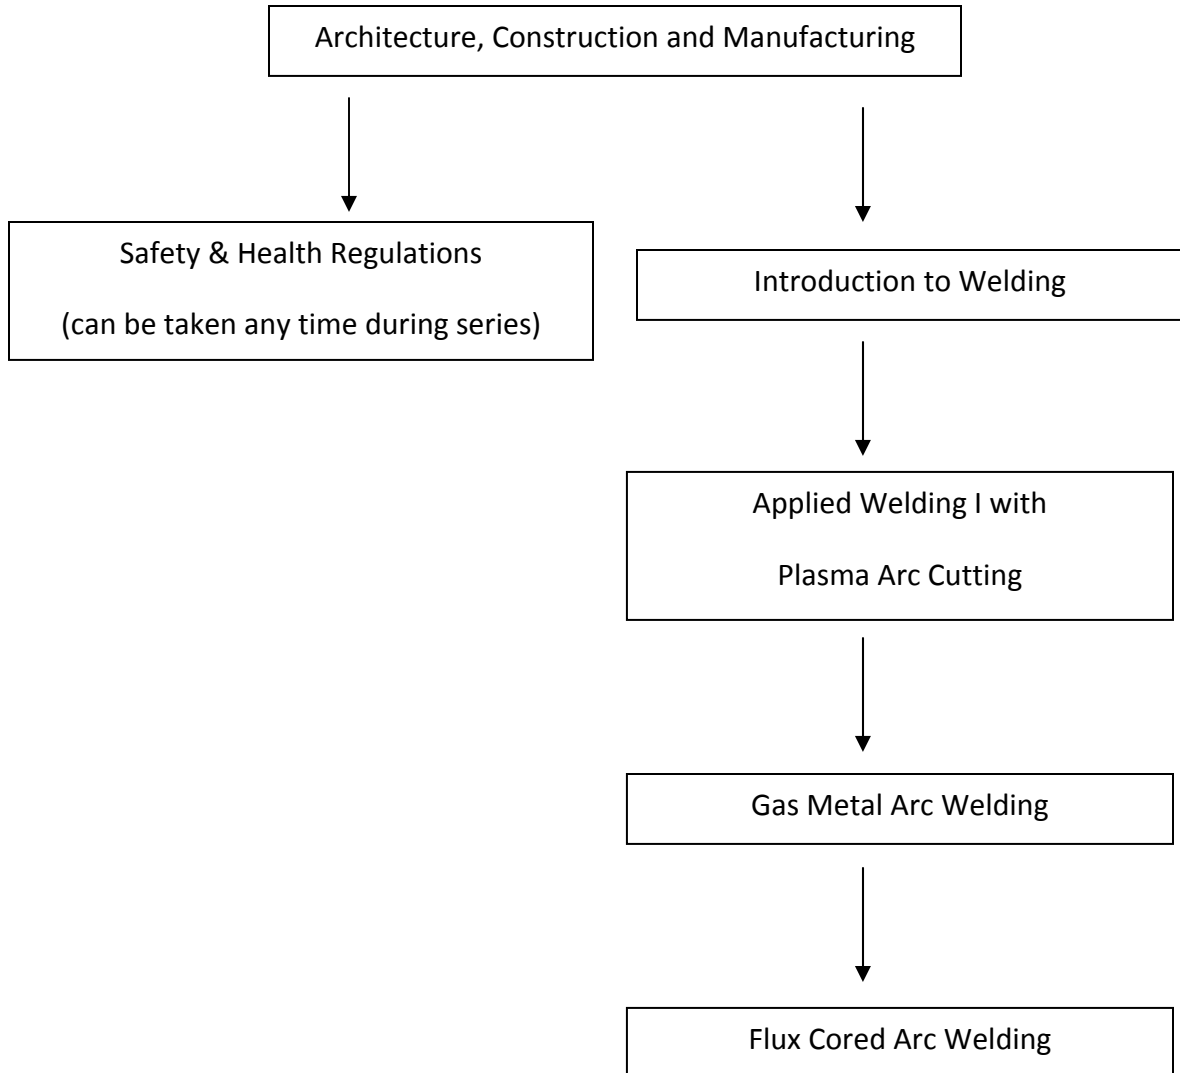 Architecture, Construction and Manufacturing
Safety & Health Regulations
(can be taken any time during series)
Introduction to Welding
Applied Welding I with
Plasma Arc Cutting
Gas Metal Arc Welding
Flux Cored Arc Welding